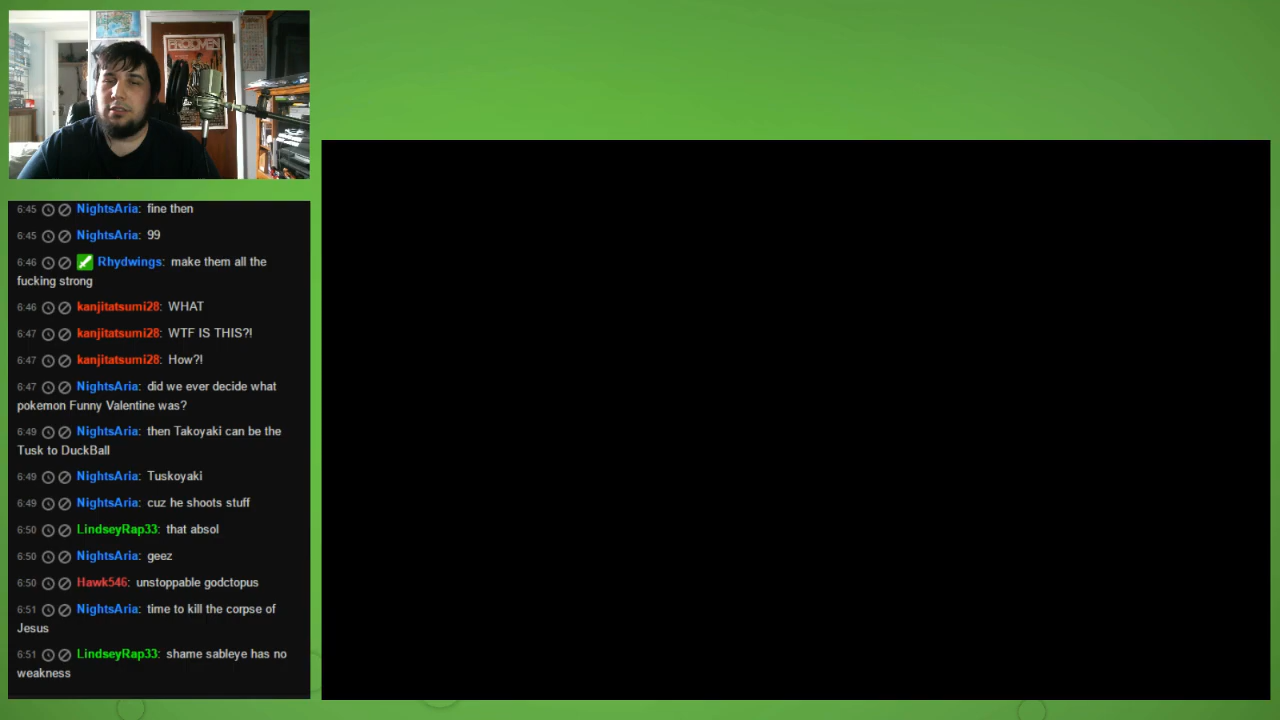 FROGMEN
6:45 NightsAria: fine then
6:45 NightsAria: 99
6:46 Rhydwings: make them all the
fucking strong
6:46 kanjitatsumi28: WHAT
6:47 kanjitatsumi28: WTF IS THIS?!
6:47 kanjitatsumi28: How?!
6:47 NightsAria: did we ever decide what
pokemon Funny Valentine was?
6:49 NightsAria: then Takoyaki can be the
Tusk to DuckBall
6:49 NightsAria: Tuskoyaki
6:49 NightsAria: cuz he shoots stuff
6:50 LindseyRap33: that absol
6:50 NightsAria: geez
6:50 Hawk546: unstoppable godctopus
6:51 NightsAria: time to kill the corpse of
Jesus
6:51 LindseyRap33: shame sableye has no
weakness